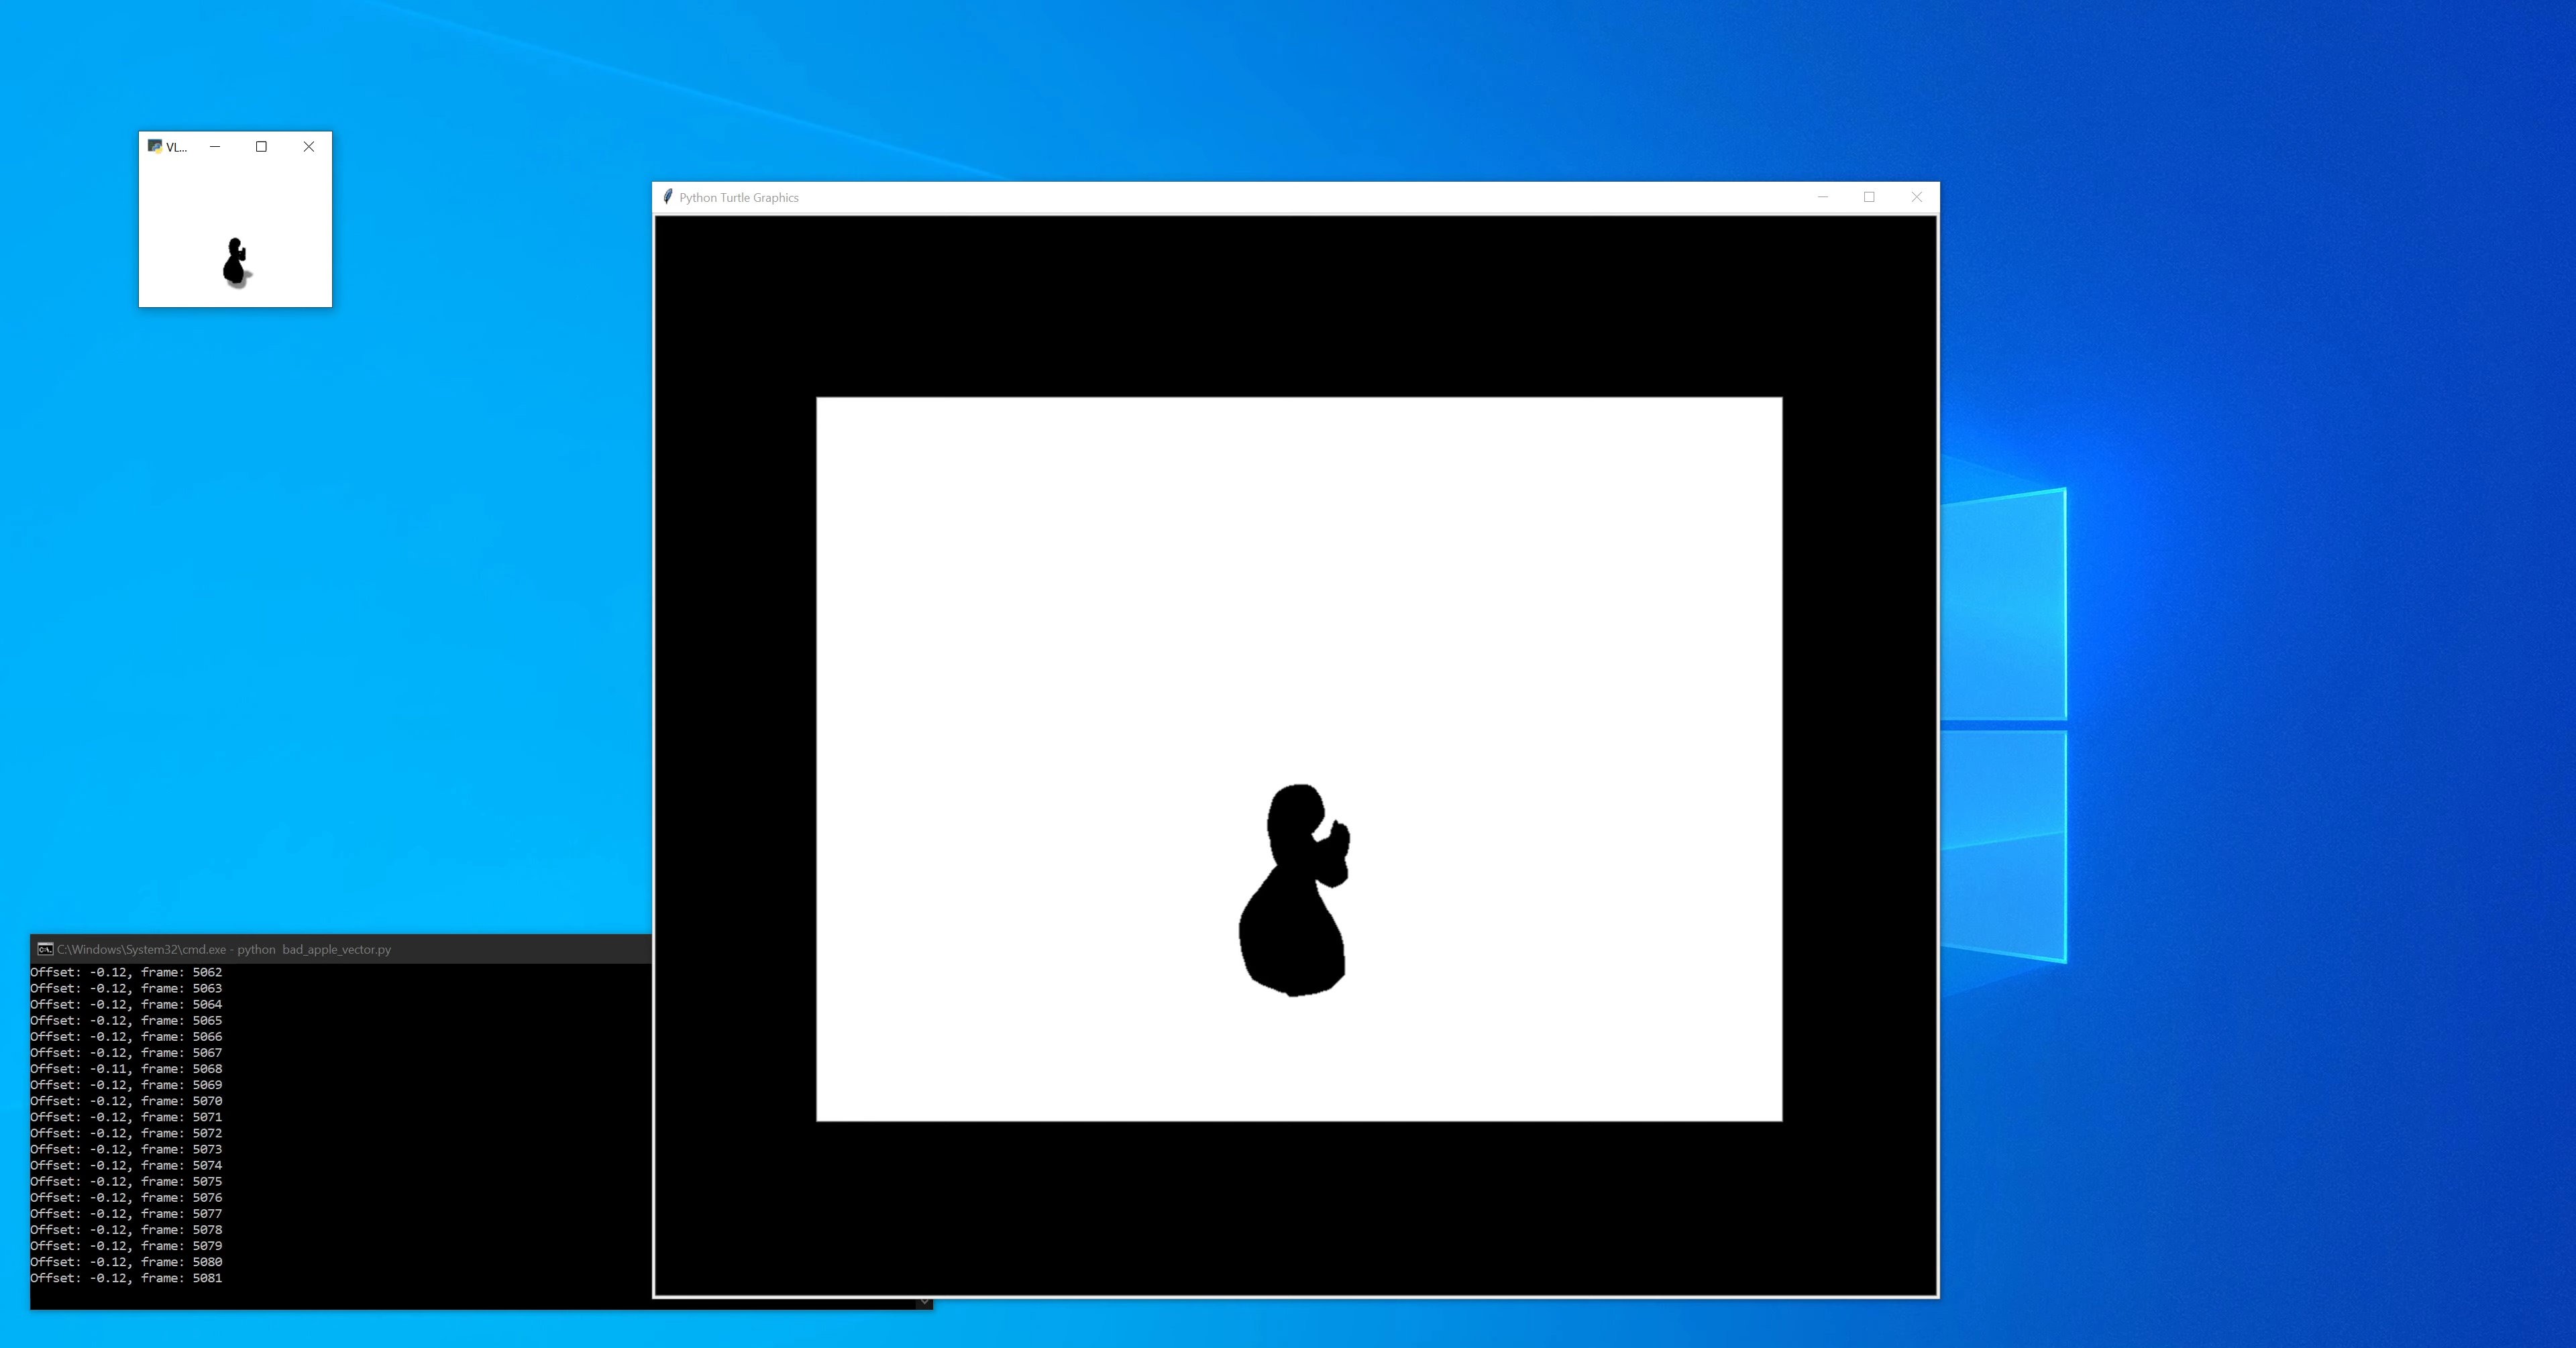 VL...
Python Turtle Graphics
C:\Windows\System32\cmd.exe - python  bad_apple_vector.py
Offset: -0.12, frame: 5062
Offset: -0.12, frame: 5063
Offset: -0.12, frame: 5064
Offset: -0.12, frame: 5065
Offset: -0.12, frame: 5066
Offset: -0.12, frame: 5067
Offset: -0.11, frame: 5068
Offset: -0.12, frame: 5069
Offset: -0.12, frame: 5070
Offset: -0.12, frame: 5071
Offset: -0.12, frame: 5072
Offset: -0.12, frame: 5073
Offset: -0.12, frame: 5074
Offset: -0.12, frame: 5075
Offset: -0.12, frame: 5076
Offset: -0.12, frame: 5077
Offset: -0.12, frame: 5078
Offset: -0.12, frame: 5079
Offset: -0.12, frame: 5080
Offset: -0.12, frame: 5081